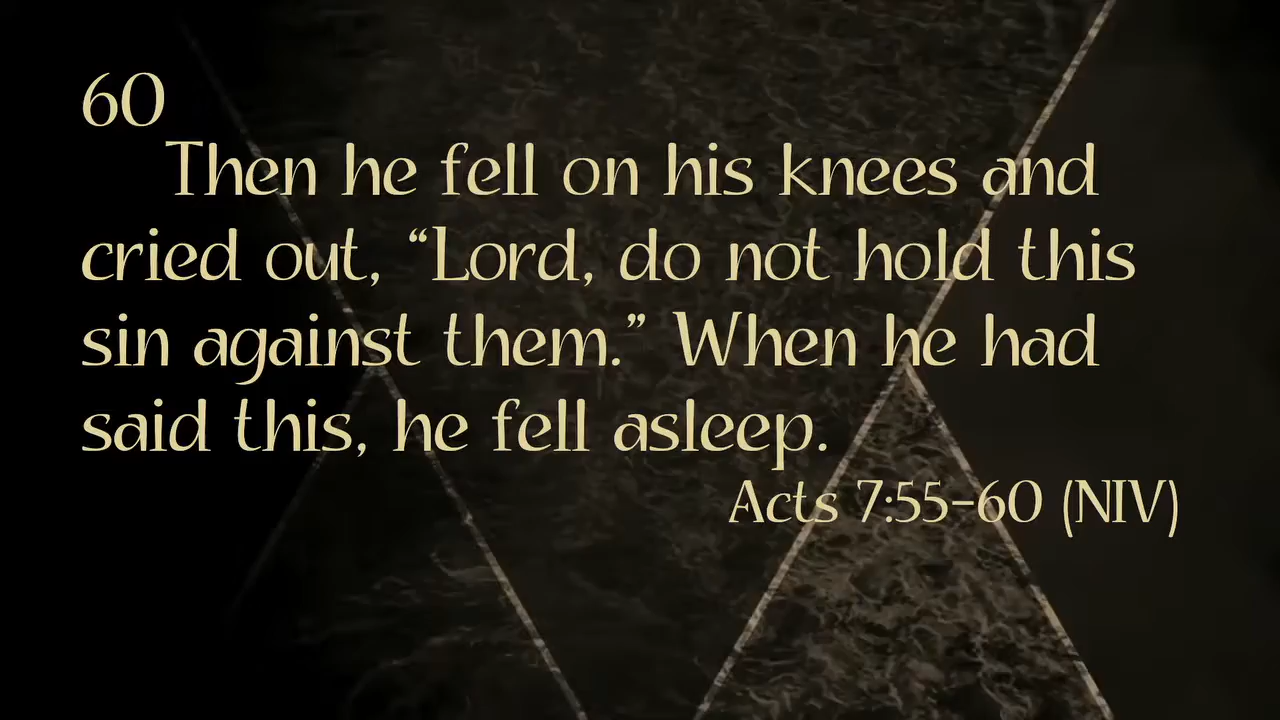 60
Then he fell on his knees and
cried out, “Lord, do not hold this
sin against them.” When he had
said this, he fell asleep.
Acts 7:55-60 (NIV)